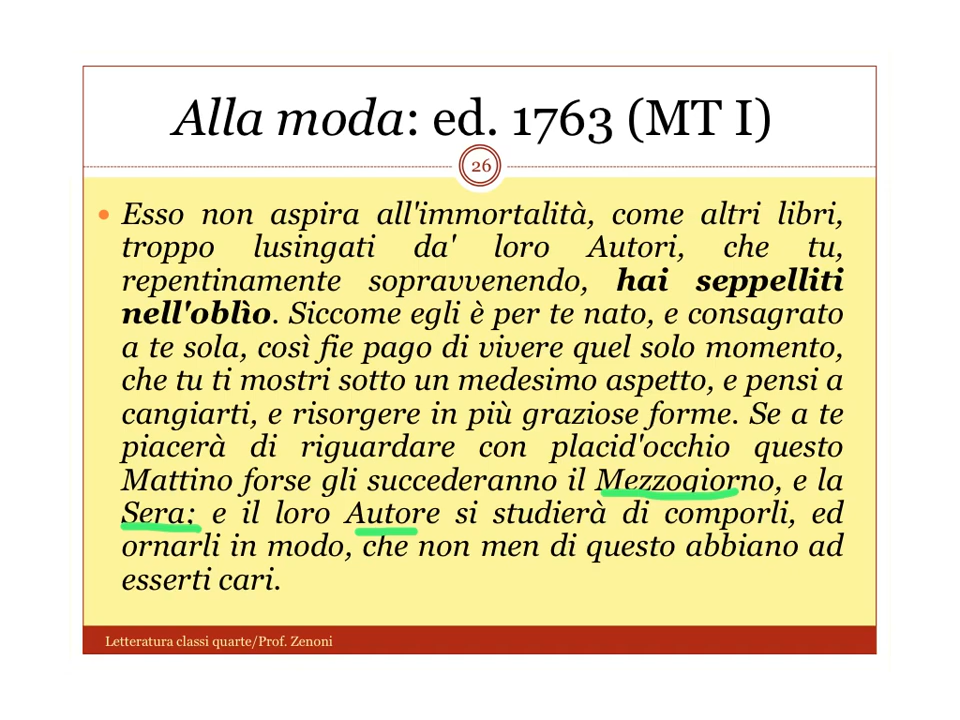 Alla moda: ed. 1763 (MT I)
26
• Esso non aspira all'immortalità, come altri libri,
troppo lusingati da' loro Autori, che tu,
repentinamente sopravvenendo, hai seppelliti
nell'oblìo. Siccome egli è per te nato, e consagrato
a te sola, così fie pago di vivere quel solo momento,
che tu ti mostri sotto un medesimo aspetto, e pensi a
cangiarti, e risorgere in più graziose forme. Se a te
piacerà di riguardare con placid'occhio questo
Mattino forse gli succederanno il Mezzogiorno, e la
Sera; e il loro Autore si studierà di comporli, ed
ornarli in modo, che non men di questo abbiano ad
esserti cari.
Letteratura classi quarte/Prof. Zenoni